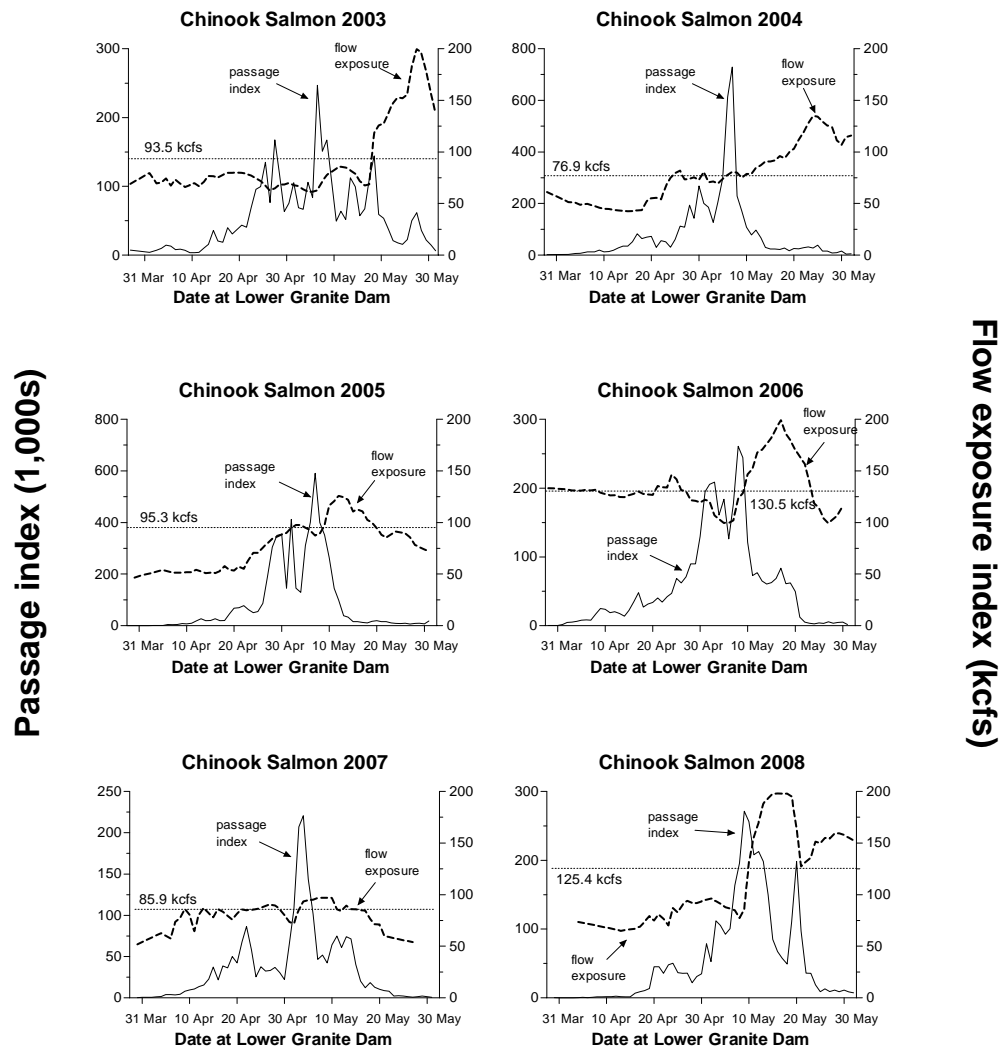 Chinook Salmon 2003
300
200
100
0
200
150
100
50
0
passage
index
flow
exposure
93.5 kcfs
31 Mar 10 Apr 20 Apr 30 Apr 10 May 20 May 30 May
Date at Lower Granite Dam
Chinook Salmon 2004
800
600
400
200
0
200
150
100
50
0
passage
index
flow
exposure
76.9 kcfs
31 Mar 10 Apr 20 Apr 30 Apr 10 May 20 May 30 May
Date at Lower Granite Dam
Passage index (1,000s)
Flow exposure index (kcfs)
Chinook Salmon 2005
800
600
400
200
0
200
150
100
50
0
passage
index
flow
exposure
95.3 kcfs
31 Mar 10 Apr 20 Apr 30 Apr 10 May 20 May 30 May
Date at Lower Granite Dam
Chinook Salmon 2006
300
200
100
0
200
150
100
50
0
flow
exposure
130.5 kcfs
passage
index
31 Mar 10 Apr 20 Apr 30 Apr 10 May 20 May 30 May
Date at Lower Granite Dam
Chinook Salmon 2007
250
200
150
100
50
0
200
150
100
50
0
passage
index
flow
exposure
85.9 kcfs
31 Mar 10 Apr 20 Apr 30 Apr 10 May 20 May 30 May
Date at Lower Granite Dam
Chinook Salmon 2008
300
200
100
0
200
150
100
50
0
passage
index
125.4 kcfs
flow
exposure
31 Mar 10 Apr 20 Apr 30 Apr 10 May 20 May 30 May
Date at Lower Granite Dam